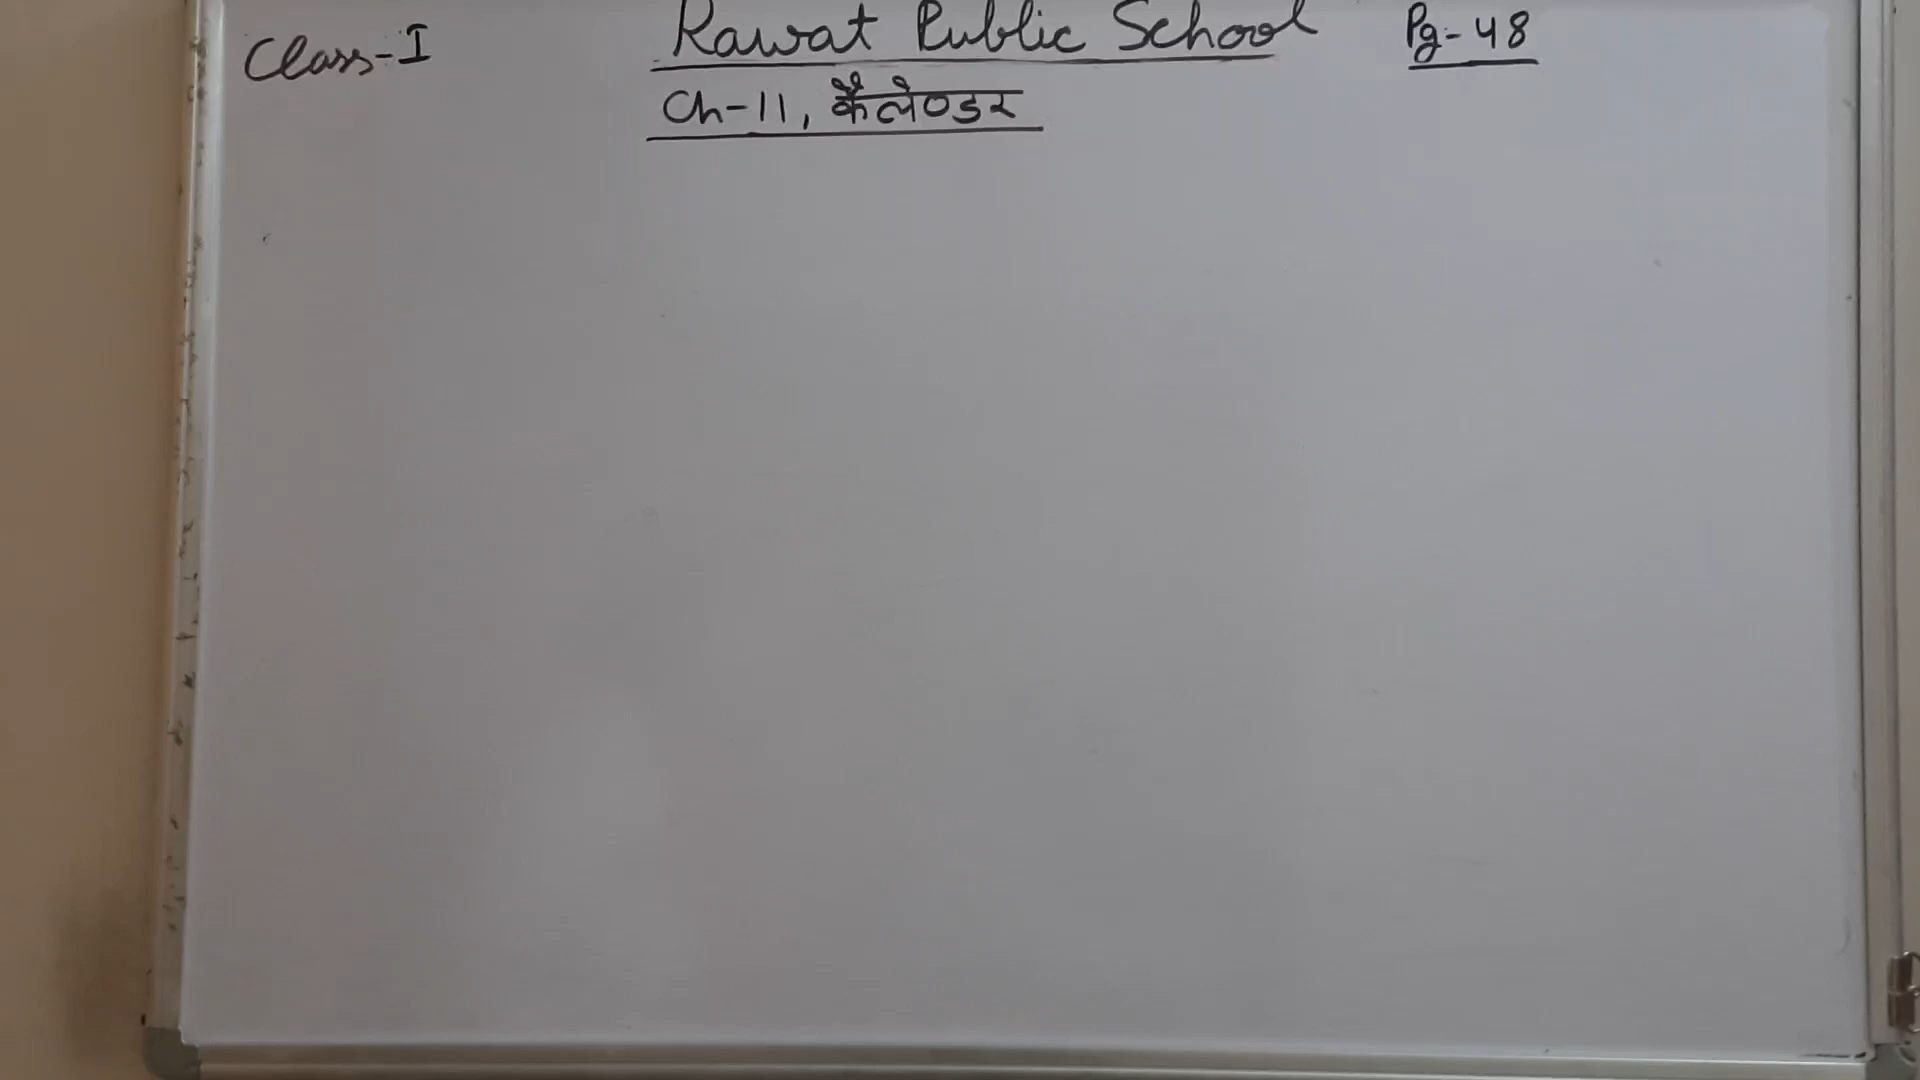 Class-I Rawat Public School Pg-48
Ch-11, कैलेण्डर